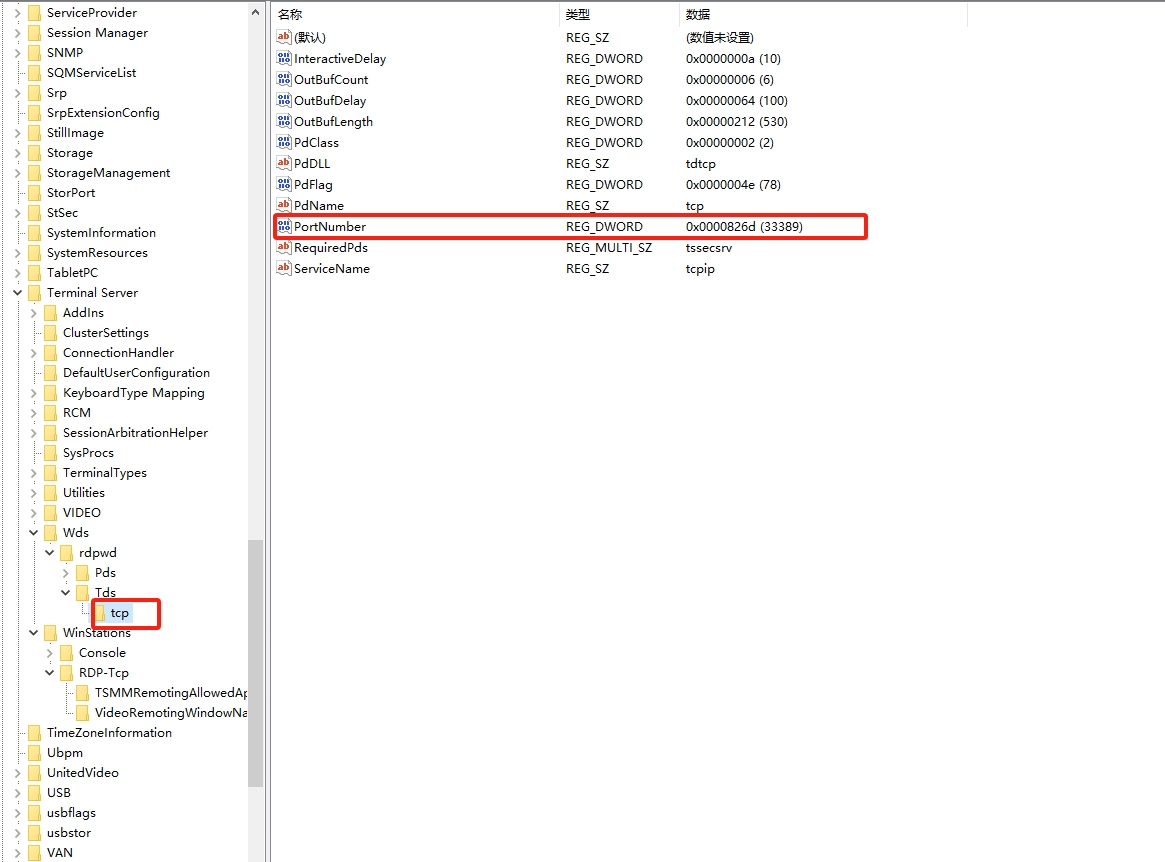 ServiceProvider
Session Manager
SNMP
SQMServiceList
Srp
SrpExtensionConfig
StillImage
Storage
StorageManagement
StorPort
StSec
SystemInformation
SystemResources
TabletPC
Terminal Server
AddIns
ClusterSettings
ConnectionHandler
DefaultUserConfiguration
KeyboardType Mapping
RCM
SessionArbitrationHelper
SysProcs
TerminalTypes
Utilities
VIDEO
Wds
rdpwd
Pds
Tds
tcp
WinStations
Console
RDP-Tcp
TSMMRemotingAllowedAp
VideoRemotingWindowNa
TimeZoneInformation
Ubpm
UnitedVideo
USB
usbflags
usbstor
VAN
名称 类型 数据
(默认) REG_SZ (数值未设置)
InteractiveDelay REG_DWORD 0x0000000a (10)
OutBufCount REG_DWORD 0x00000006 (6)
OutBufDelay REG_DWORD 0x00000064 (100)
OutBufLength REG_DWORD 0x00000212 (530)
PdClass REG_DWORD 0x00000002 (2)
PdDLL REG_SZ tdtcp
PdFlag REG_DWORD 0x0000004e (78)
PdName REG_SZ tcp
PortNumber REG_DWORD 0x0000826d (33389)
RequiredPds REG_MULTI_SZ tssecsrv
ServiceName REG_SZ tcpip